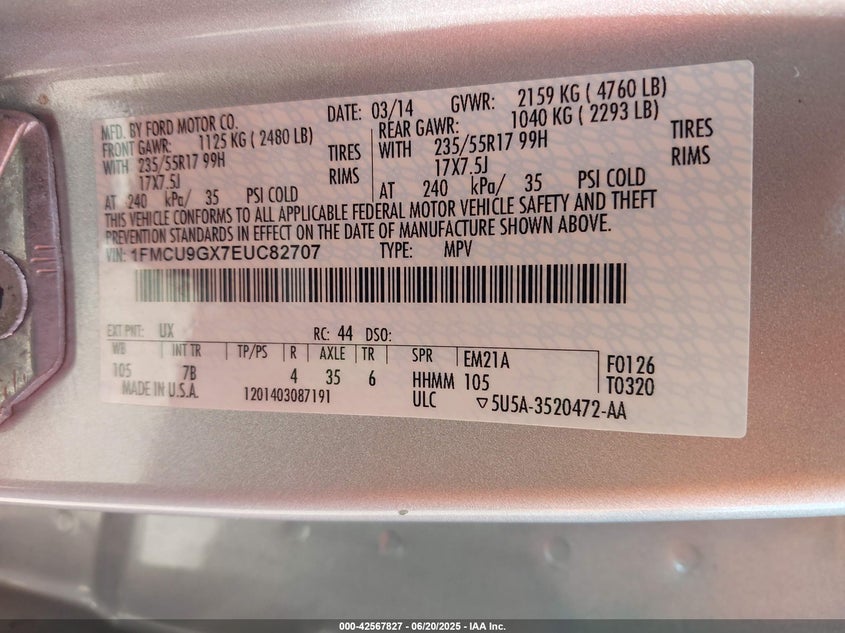 MFD. BY FORD MOTOR CO. DATE: 03/14 GVWR: 2159 KG ( 4760 LB)
FRONT GAWR: 1125 KG ( 2480 LB) REAR GAWR: 1040 KG ( 2293 LB)
WITH 235/55R17 99H TIRES WITH 235/55R17 99H TIRES
17X7.5J RIMS 17X7.5J RIMS
AT 240 kPa/ 35 PSI COLD AT 240 kPa/ 35 PSI COLD
THIS VEHICLE CONFORMS TO ALL APPLICABLE FEDERAL MOTOR VEHICLE SAFETY AND THEFT
PREVENTION STANDARDS IN EFFECT ON THE DATE OF MANUFACTURE SHOWN ABOVE.
VIN: 1FMCU9GX7EUC82707 TYPE: MPV
EXT PNT: UX RC: 44 DSO:
WB INT TR TP/PS R AXLE TR SPR EM21A F0126
105 7B 4 35 6 HHMM 105 T0320
MADE IN U.S.A. 1201403087191 ULC ▽5U5A-3520472-AA
000-42567827 - 06/20/2025 - IAA Inc.